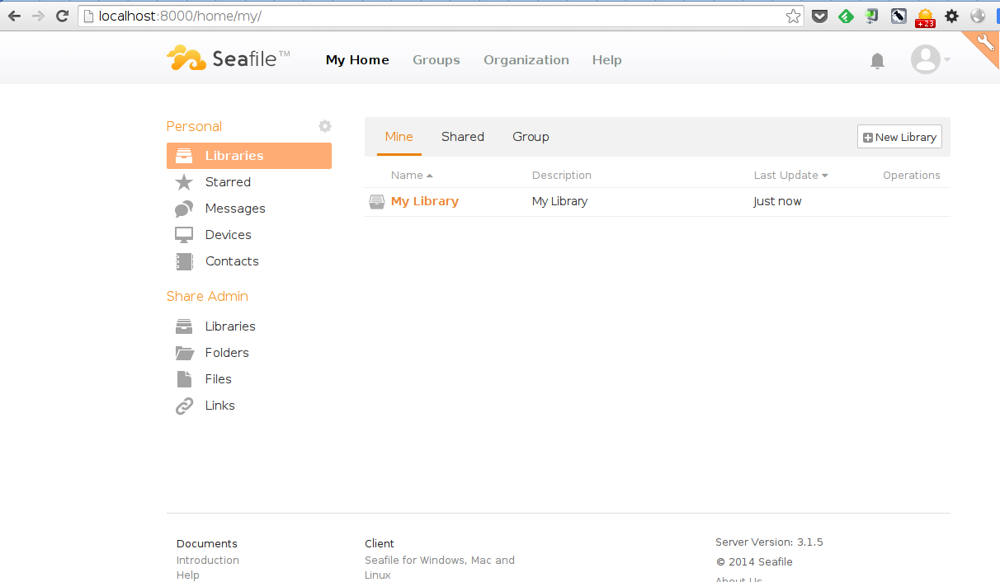 localhost:8000/home/my/
+23
Seafile™ My Home Groups Organization Help
Personal
Libraries
Starred
Messages
Devices
Contacts
Share Admin
Libraries
Folders
Files
Links
Mine Shared Group New Library
Name Description Last Update Operations
My Library My Library Just now
Documents
Introduction
Help
Client
Seafile for Windows, Mac and
Linux
Server Version: 3.1.5
© 2014 Seafile
About Us